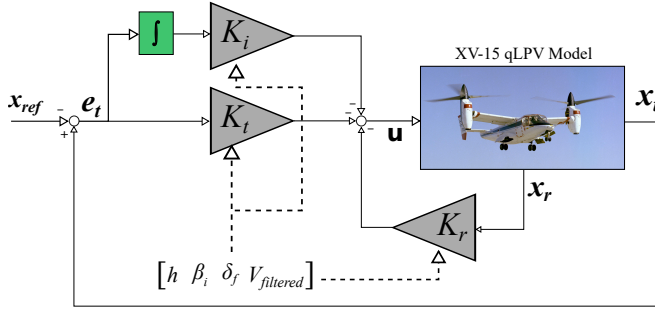 XV-15 qLPV Model
∫
K_i
x_ref
−
e_t
+
K_t
−
−
−
u
x_t
x_r
K_r
[h β_i δ_f V_filtered]